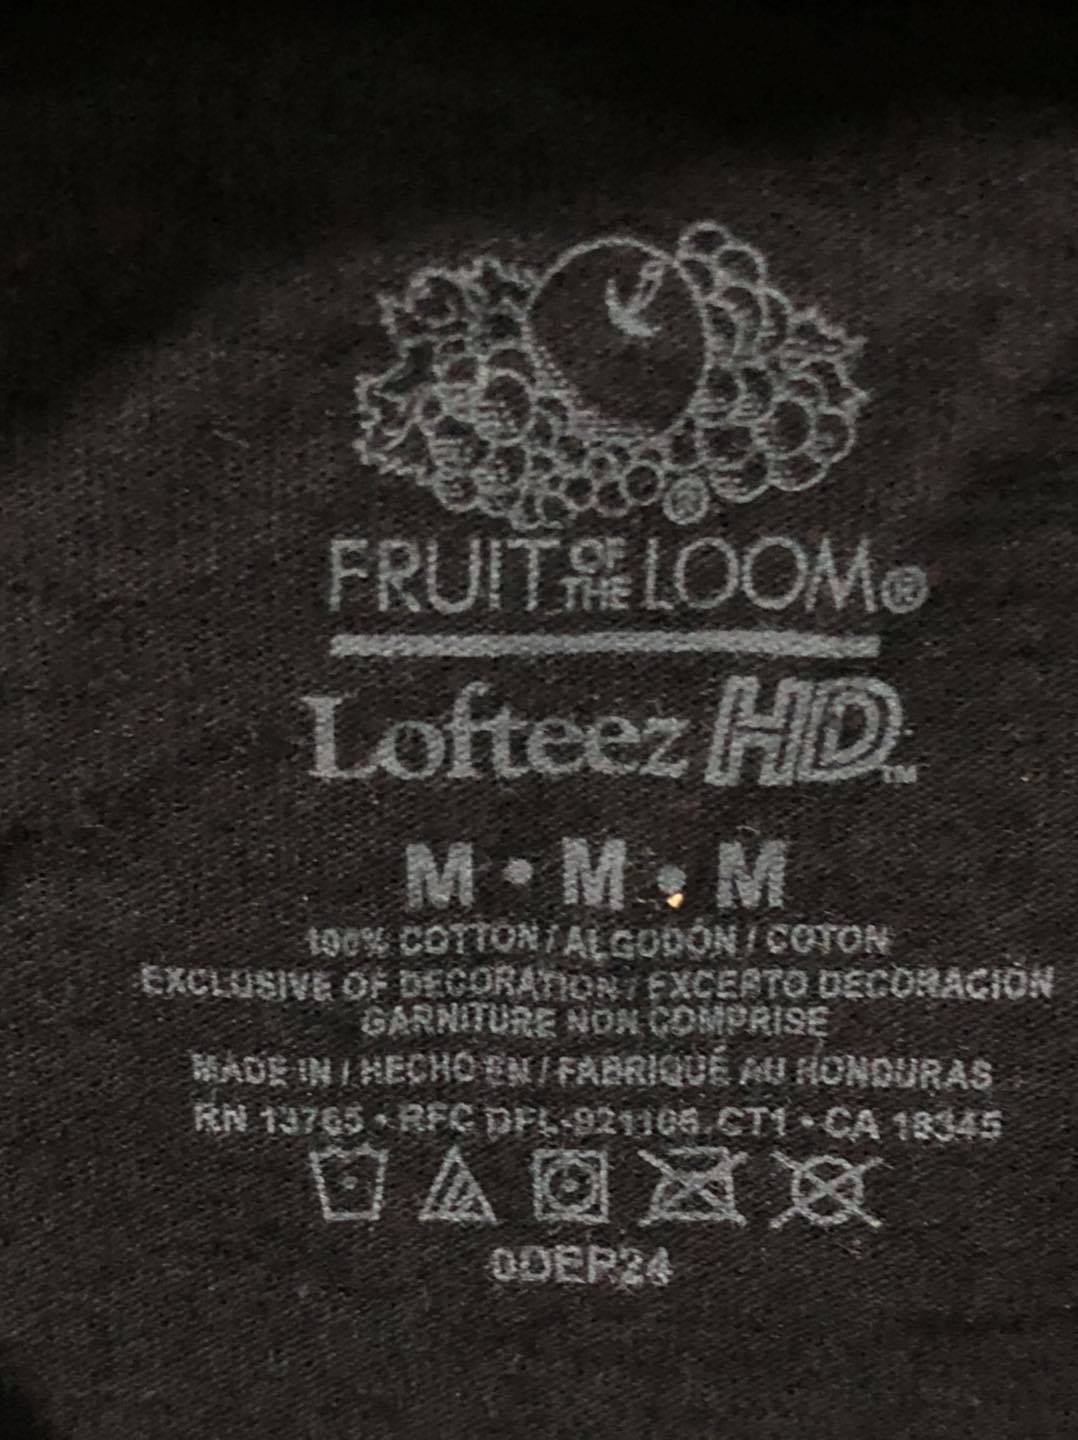 FRUIT OF THE LOOM®
Lofteez HD™
M • M • M
100% COTTON / ALGODÓN / COTON
EXCLUSIVE OF DECORATION / EXCEPTO DECORACIÓN
GARNITURE NON COMPRISE
MADE IN / HECHO EN / FABRIQUÉ AU HONDURAS
RN 13765 • RFC DFL-921106.CT1 • CA 18345
0DEP24